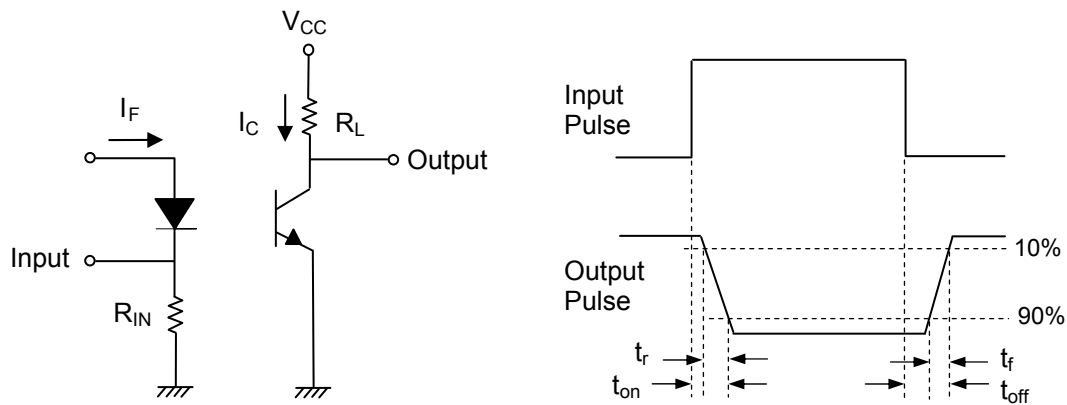 V_CC
I_F
I_C
R_L
Output
Input
R_IN
Input
Pulse
Output
Pulse
10%
90%
t_r
t_f
t_on
t_off